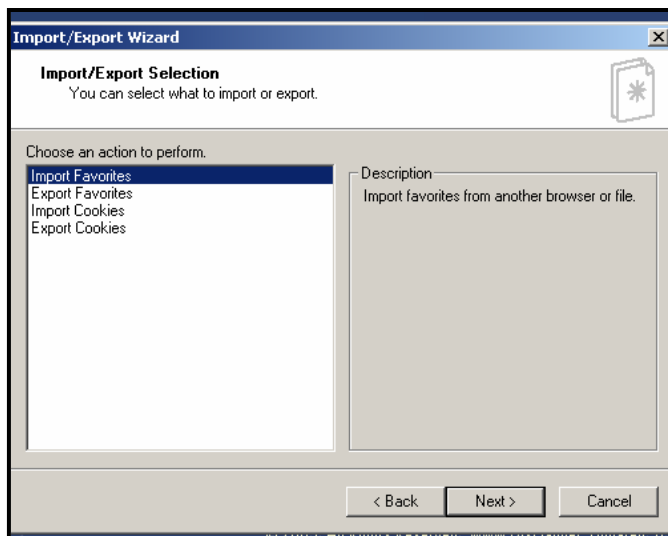 Import/Export Wizard
Import/Export Selection
You can select what to import or export.
Choose an action to perform.
Import Favorites
Export Favorites
Import Cookies
Export Cookies
Description
Import favorites from another browser or file.
< Back
Next >
Cancel